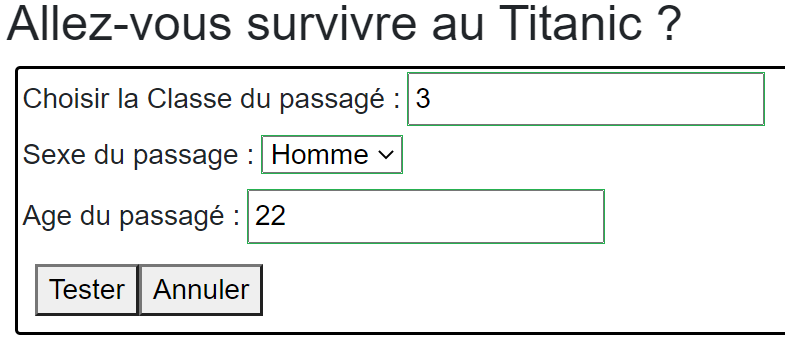 Allez-vous survivre au Titanic ?
Choisir la Classe du passagé : 3
Sexe du passage : Homme
Age du passagé : 22
Tester Annuler